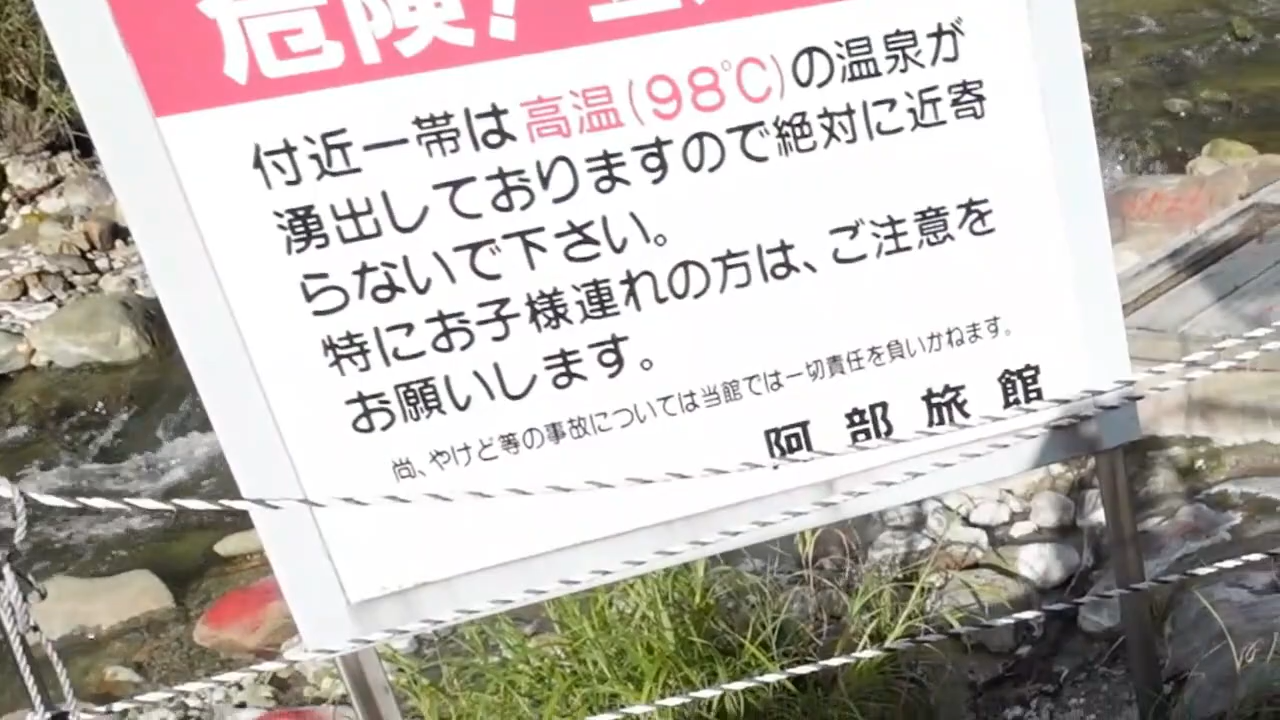 危険!
付近一帯は高温(98℃)の温泉が
湧出しておりますので絶対に近寄
らないで下さい。
特にお子様連れの方は、ご注意を
お願いします。
尚、やけど等の事故については当館では一切責任を負いかねます。
阿部旅館